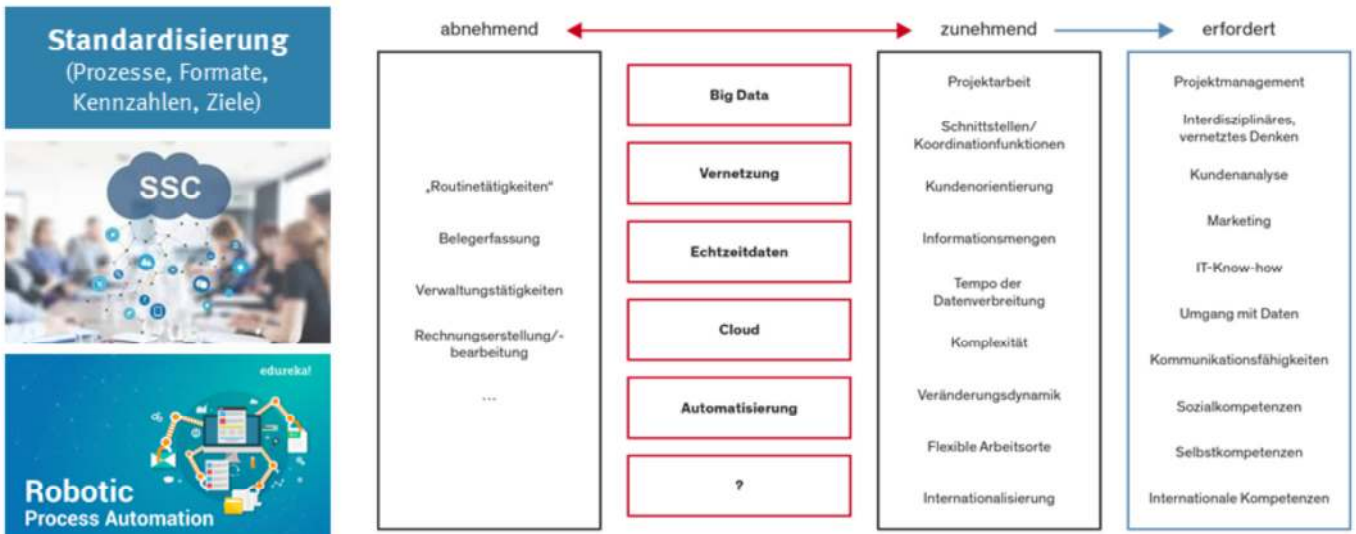 Standardisierung
(Prozesse, Formate,
Kennzahlen, Ziele)
SSC
edureka!
Robotic
Process Automation
abnehmend
zunehmend
erfordert
„Routinetätigkeiten“
Belegerfassung
Verwaltungstätigkeiten
Rechnungserstellung/-
bearbeitung
...
Big Data
Vernetzung
Echtzeitdaten
Cloud
Automatisierung
?
Projektarbeit
Schnittstellen/
Koordinationfunktionen
Kundenorientierung
Informationsmengen
Tempo der
Datenverbreitung
Komplexität
Veränderungsdynamik
Flexible Arbeitsorte
Internationalisierung
Projektmanagement
Interdisziplinäres,
vernetztes Denken
Kundenanalyse
Marketing
IT-Know-how
Umgang mit Daten
Kommunikationsfähigkeiten
Sozialkompetenzen
Selbstkompetenzen
Internationale Kompetenzen